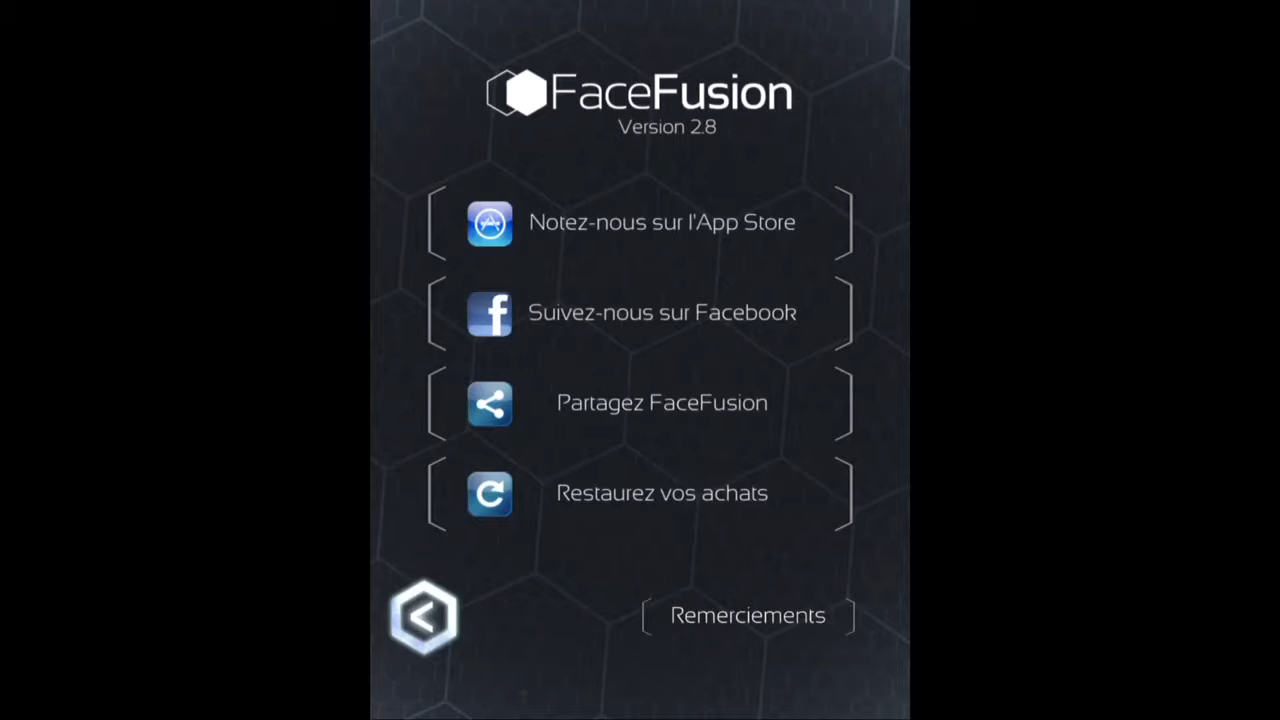 FaceFusion
Version 2.8
Notez-nous sur l'App Store
Suivez-nous sur Facebook
Partagez FaceFusion
Restaurez vos achats
Remerciements